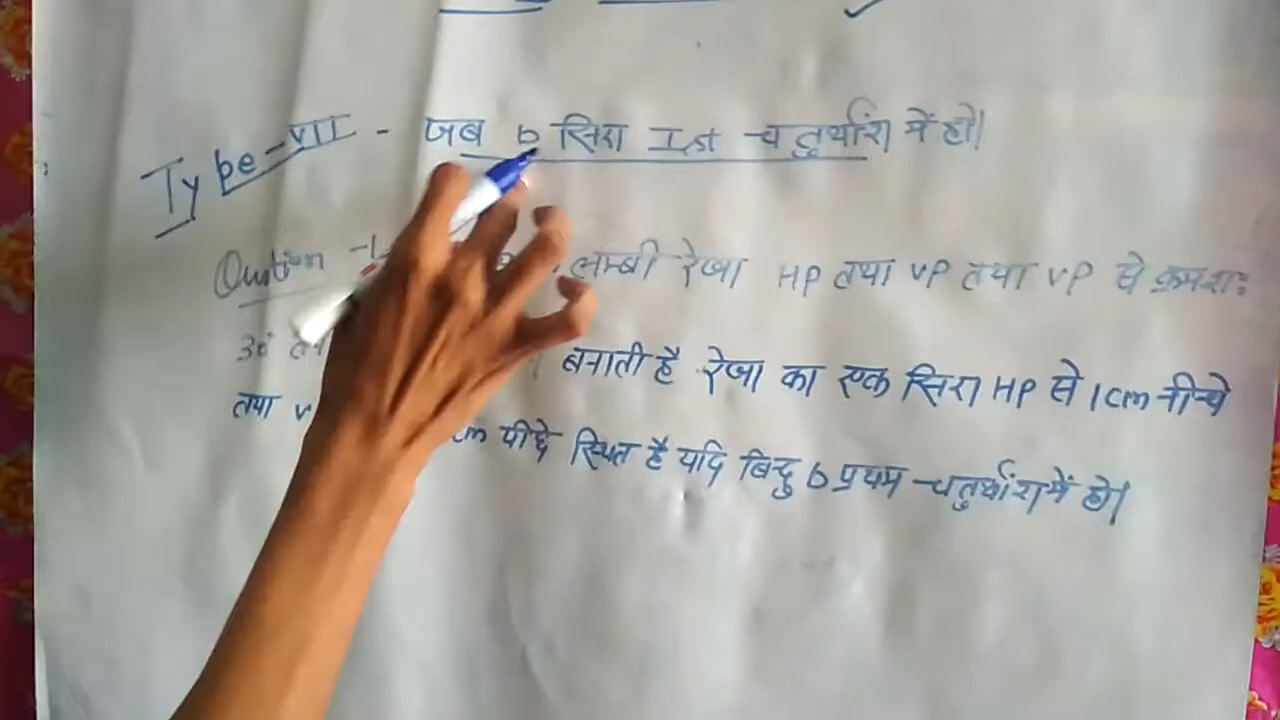 Type-VII - जब b सिरा Ist चतुर्थांश में हो।
Question -1 लम्बी रेखा HP तथा VP तथा VP से क्रमशः
30° बनाती है रेखा का एक सिरा HP से 1cm नीचे
तथा cm पीछे स्थित है यदि बिंदु b प्रथम चतुर्थांश में हो।